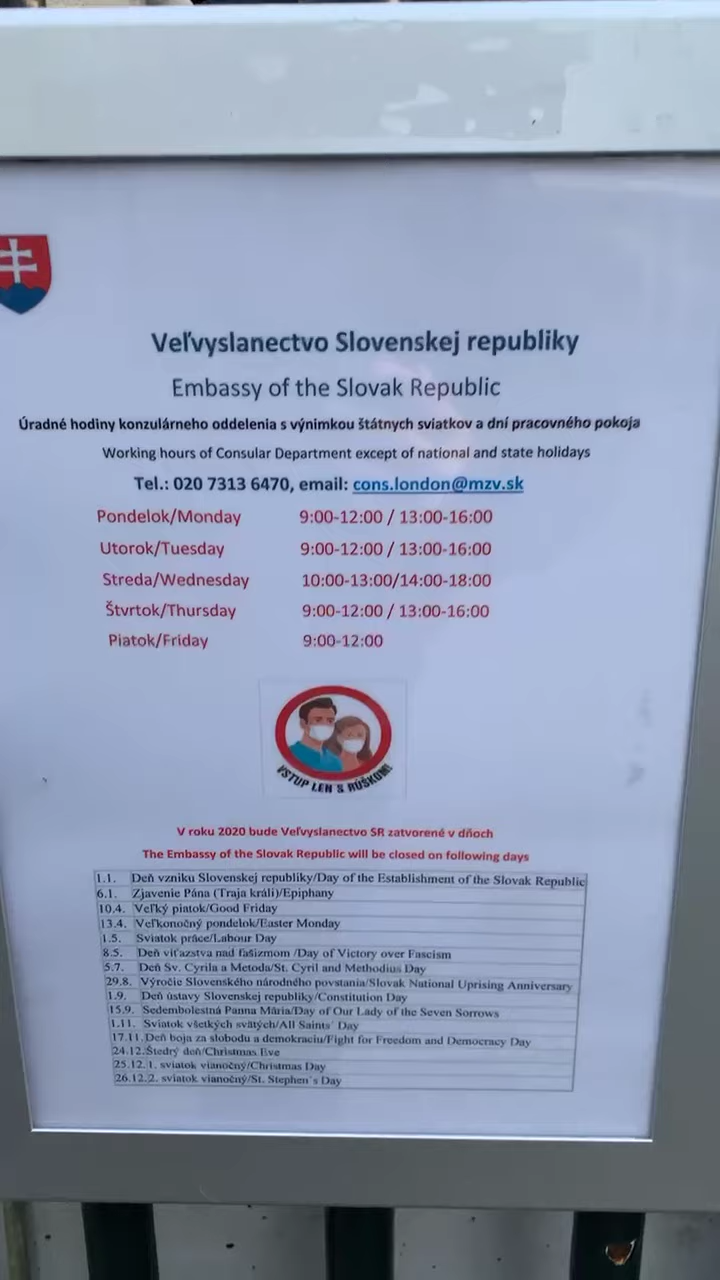 Veľvyslanectvo Slovenskej republiky
Embassy of the Slovak Republic
Úradné hodiny konzulárneho oddelenia s výnimkou štátnych sviatkov a dní pracovného pokoja
Working hours of Consular Department except of national and state holidays
Tel.: 020 7313 6470, email: cons.london@mzv.sk
Pondelok/Monday 9:00-12:00 / 13:00-16:00
Utorok/Tuesday 9:00-12:00 / 13:00-16:00
Streda/Wednesday 10:00-13:00/14:00-18:00
Štvrtok/Thursday 9:00-12:00 / 13:00-16:00
Piatok/Friday 9:00-12:00
VSTUP LEN S RÚŠKOM!
V roku 2020 bude Veľvyslanectvo SR zatvorené v dňoch
The Embassy of the Slovak Republic will be closed on following days
1.1. Deň vzniku Slovenskej republiky/Day of the Establishment of the Slovak Republic
6.1. Zjavenie Pána (Traja králi)/Epiphany
10.4. Veľký piatok/Good Friday
13.4. Veľkonočný pondelok/Easter Monday
1.5. Sviatok práce/Labour Day
8.5. Deň víťazstva nad fašizmom /Day of Victory over Fascism
5.7. Deň Sv. Cyrila a Metoda/St. Cyril and Methodius Day
29.8. Výročie Slovenského národného povstania/Slovak National Uprising Anniversary
1.9. Deň ústavy Slovenskej republiky/Constitution Day
15.9. Sedembolestná Panna Mária/Day of Our Lady of the Seven Sorrows
1.11. Sviatok všetkých svätých/All Saints´ Day
17.11. Deň boja za slobodu a demokraciu/Fight for Freedom and Democracy Day
24.12. Štedrý deň/Christmas Eve
25.12. 1. sviatok vianočný/Christmas Day
26.12. 2. sviatok vianočný/St. Stephen´s Day